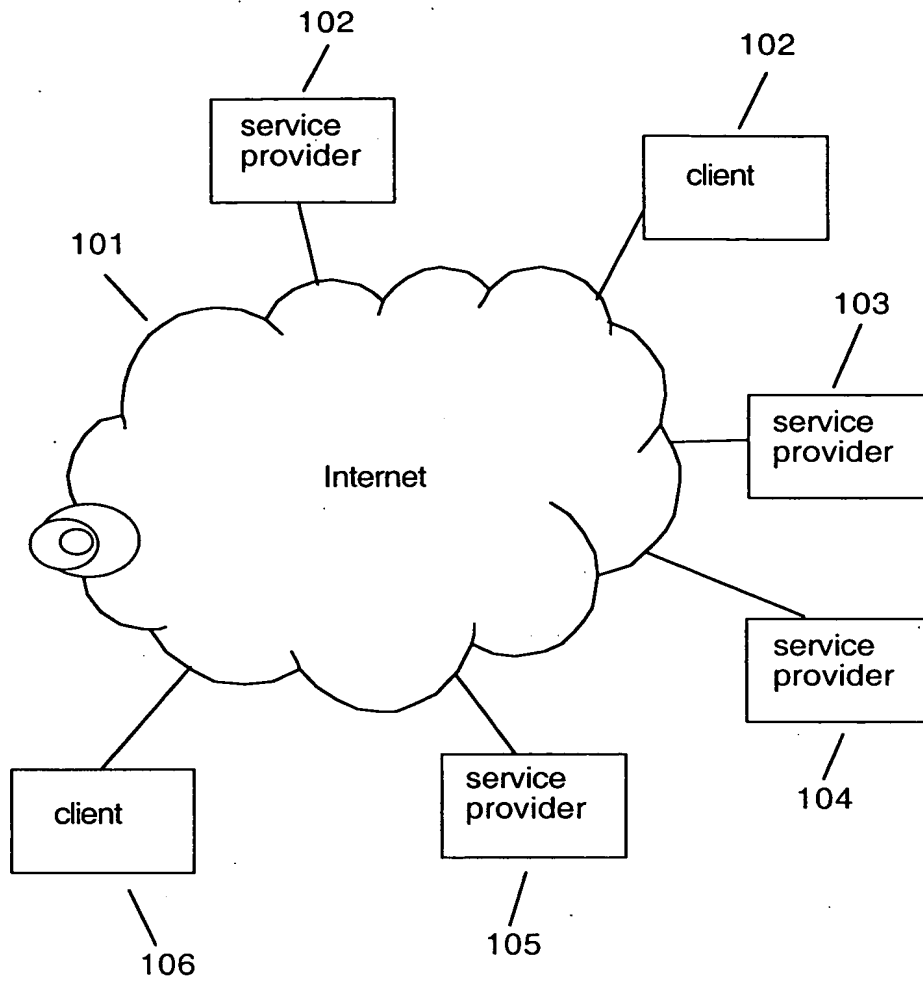 102
102
service
provider
client
101
103
service
provider
Internet
service
provider
104
service
provider
client
105
106